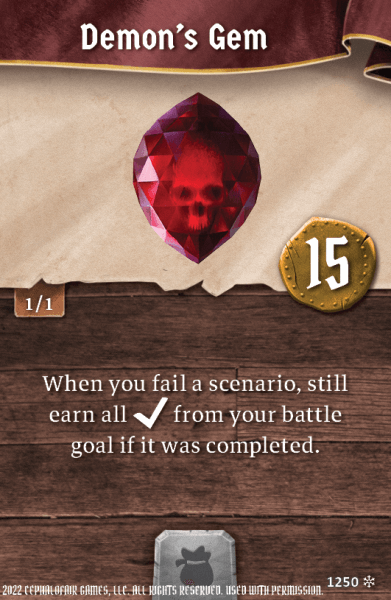 Demon's Gem
15
1/1
When you fail a scenario, still
earn all ✓ from your battle
goal if it was completed.
1250
2022 CEPHALOFAIR GAMES, LLC. ALL RIGHTS RESERVED. USED WITH PERMISSION.